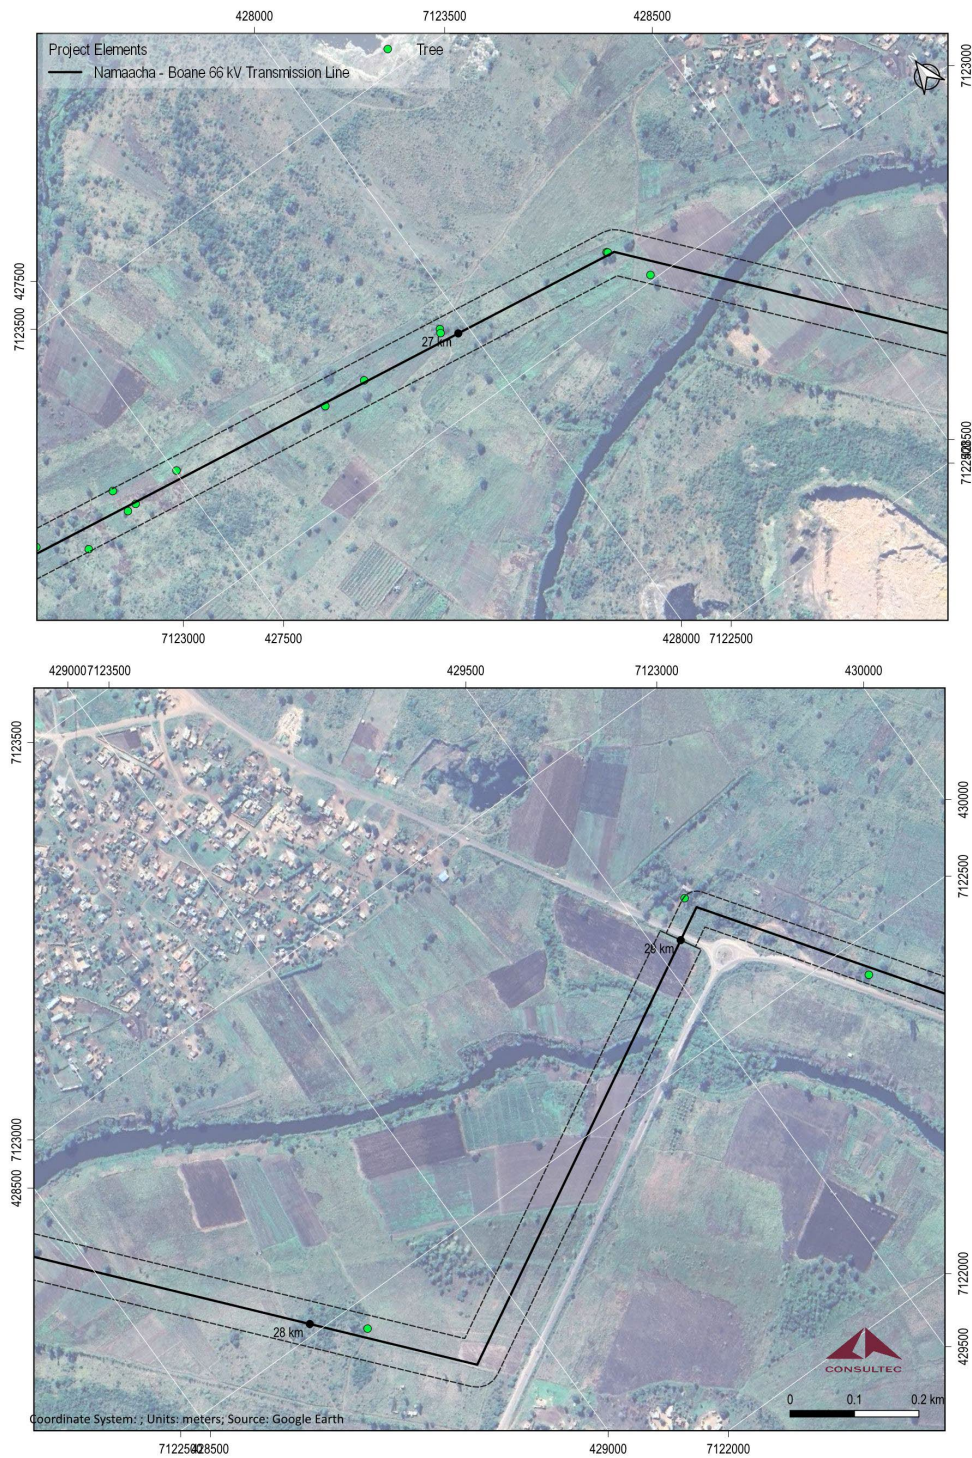 428000 7123500 428500
Project Elements
Tree
Namaacha - Boane 66 kV Transmission Line
7123000
427500
7123500
27 km
7123000 427500 428000 7122500
4290007123500 429500 7123000 430000
7123500
430000
7122500
km
7123000
428500
7122000
429500
28 km
CONSULTEC
0 0.1 0.2 km
Coordinate System: ; Units: meters; Source: Google Earth
429000 7122000